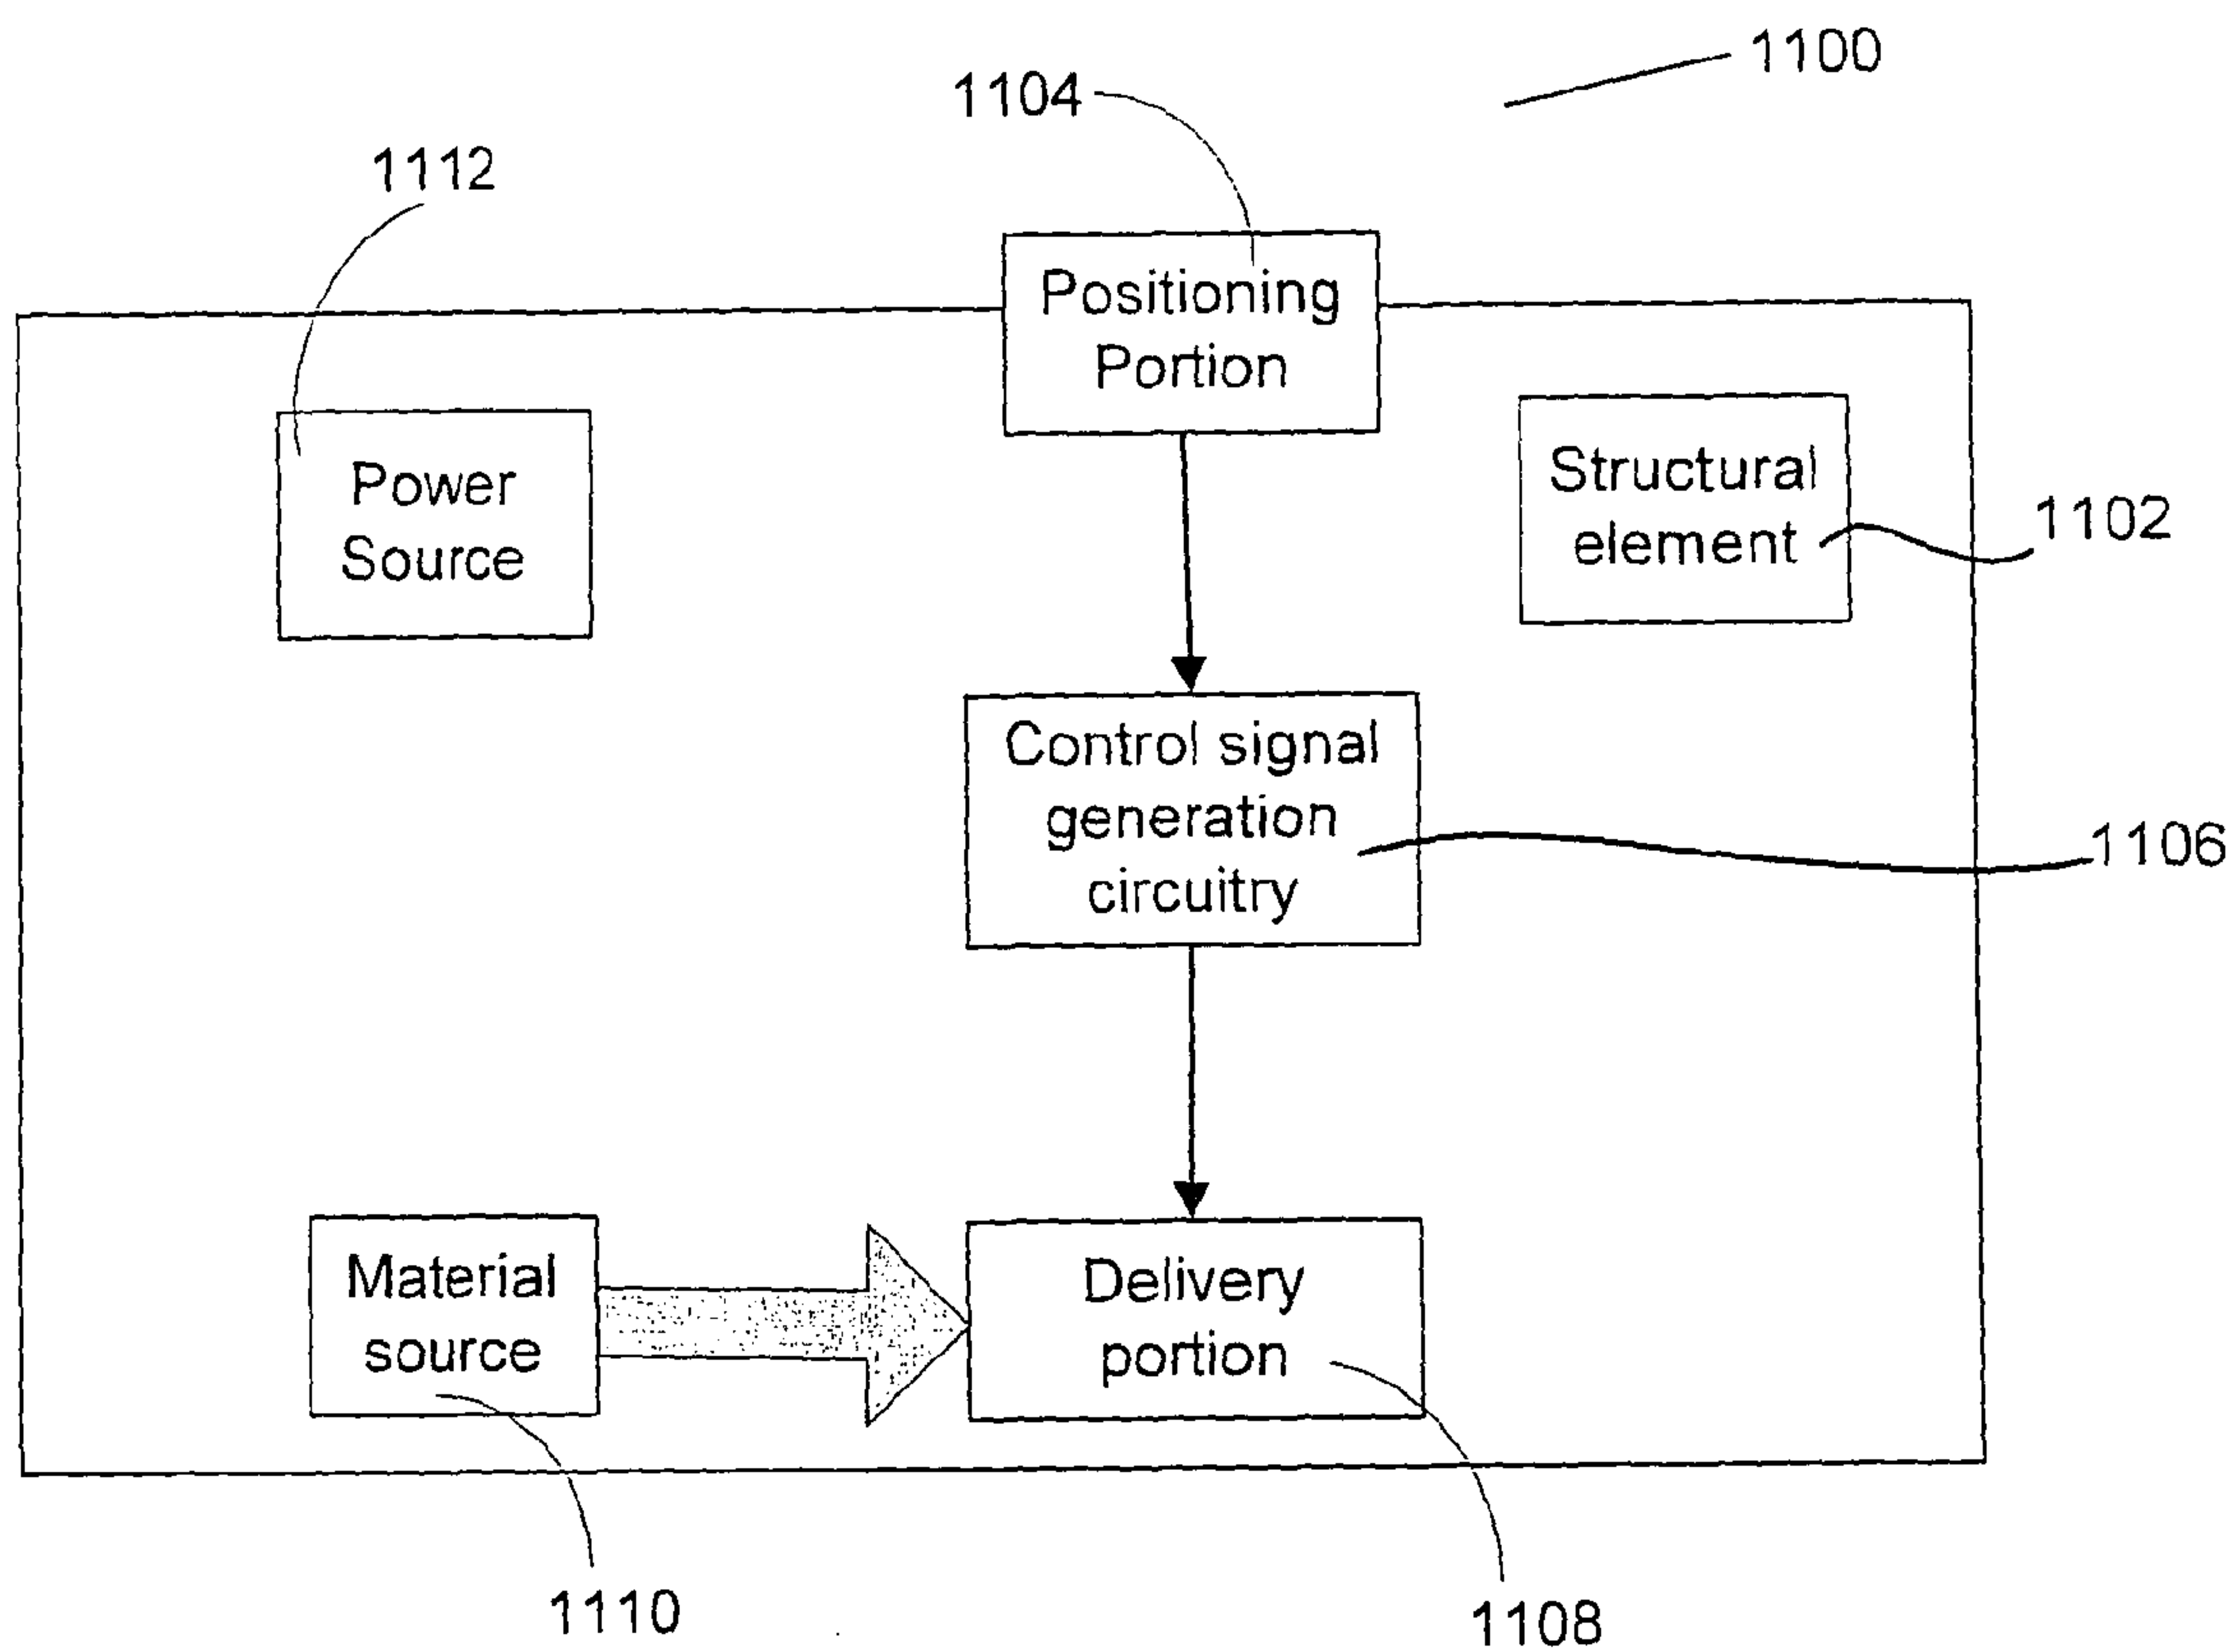 1100
1104
1112
Positioning
Portion
Power
Source
Structural
element
1102
Control signal
generation
circuitry
1106
Material
source
Delivery
portion
1110
1108